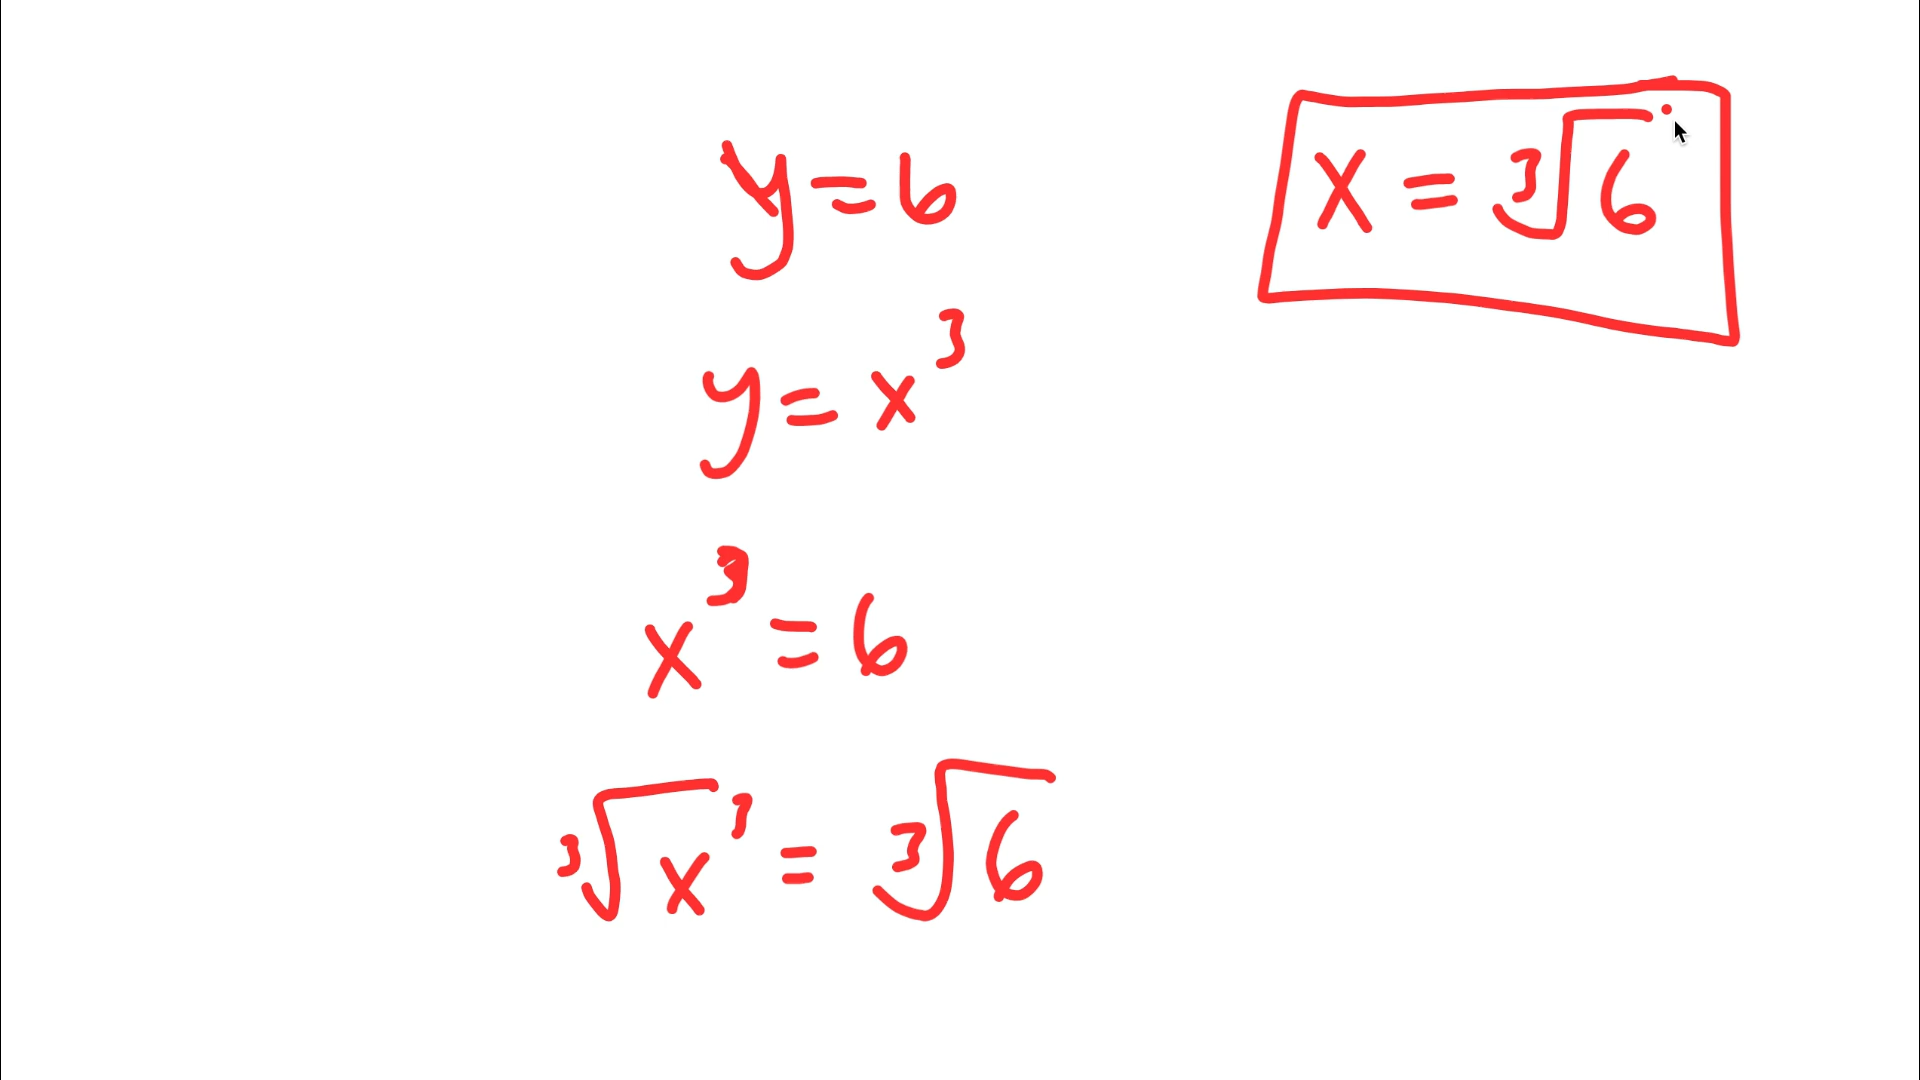 y = 6
y = x³
x³ = 6
∛x³ = ∛6
x = ∛6